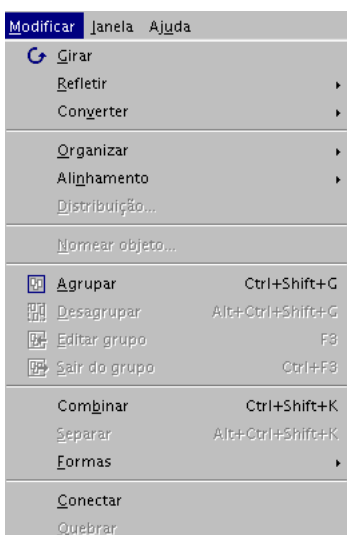 Modificar Janela Ajuda
Girar
Refletir
Converter
Organizar
Alinhamento
Distribuição...
Nomear objeto...
Agrupar Ctrl+Shift+G
Desagrupar Alt+Ctrl+Shift+G
Editar grupo F3
Sair do grupo Ctrl+F3
Combinar Ctrl+Shift+K
Separar Alt+Ctrl+Shift+K
Formas
Conectar
Quebrar